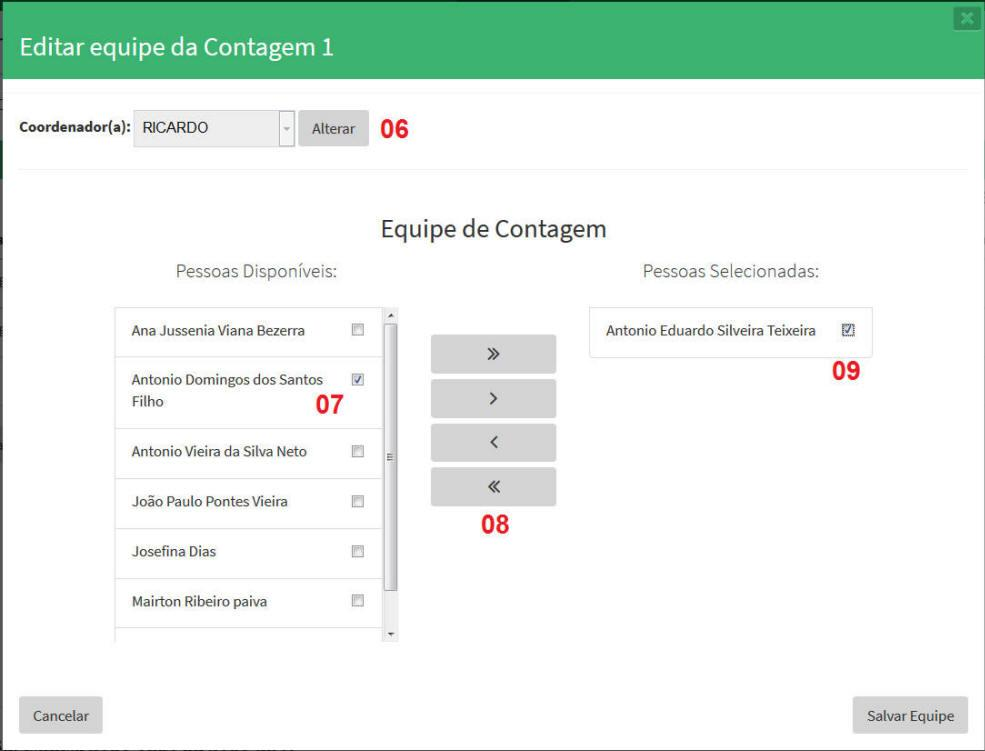 Editar equipe da Contagem 1
Coordenador(a): RICARDO Alterar 06
Equipe de Contagem
Pessoas Disponíveis:
Pessoas Selecionadas:
Ana Jussenia Viana Bezerra
Antonio Domingos dos Santos
Filho
07
Antonio Vieira da Silva Neto
João Paulo Pontes Vieira
Josefina Dias
Mairton Ribeiro paiva
»
>
<
«
08
Antonio Eduardo Silveira Teixeira
09
Cancelar
Salvar Equipe